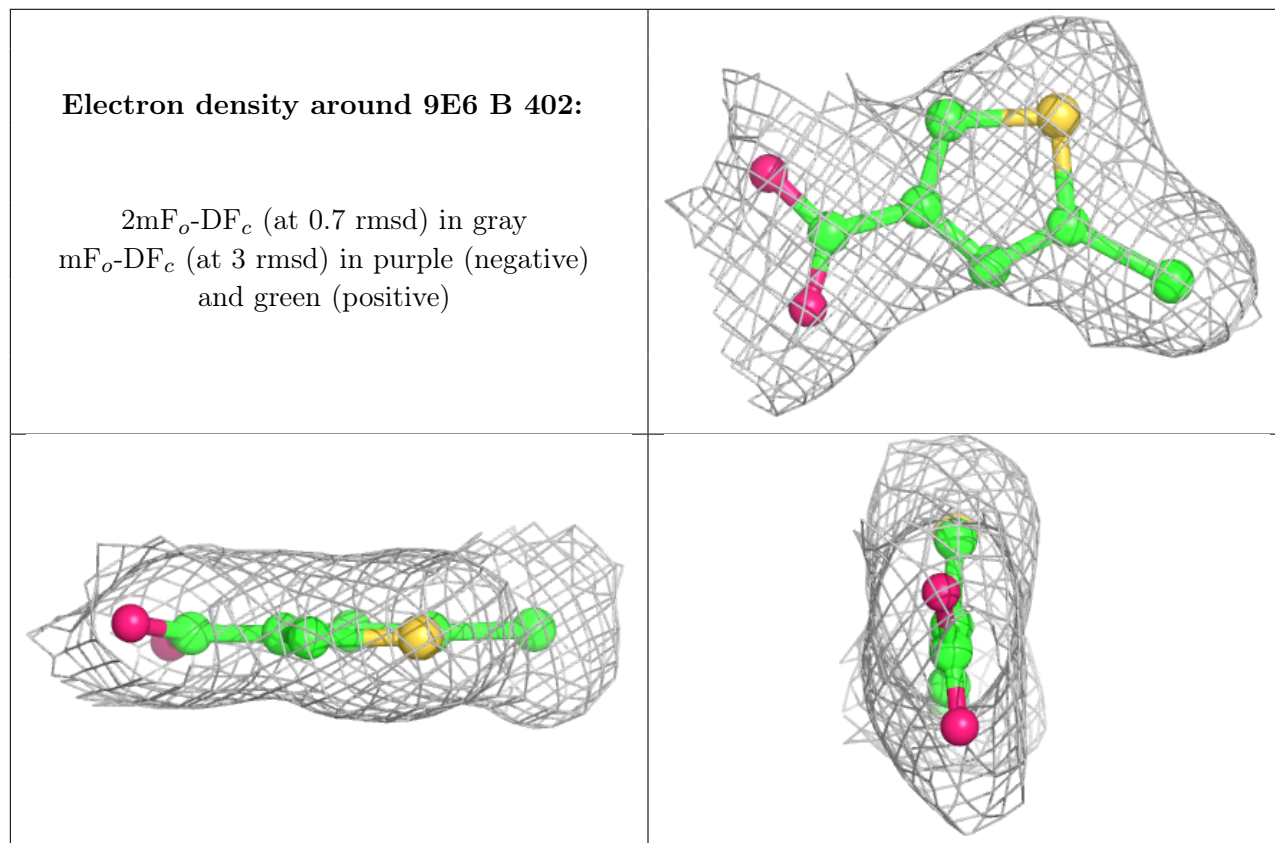 Electron density around 9E6 B 402:
2mFo-DFc (at 0.7 rmsd) in gray
mFo-DFc (at 3 rmsd) in purple (negative)
and green (positive)